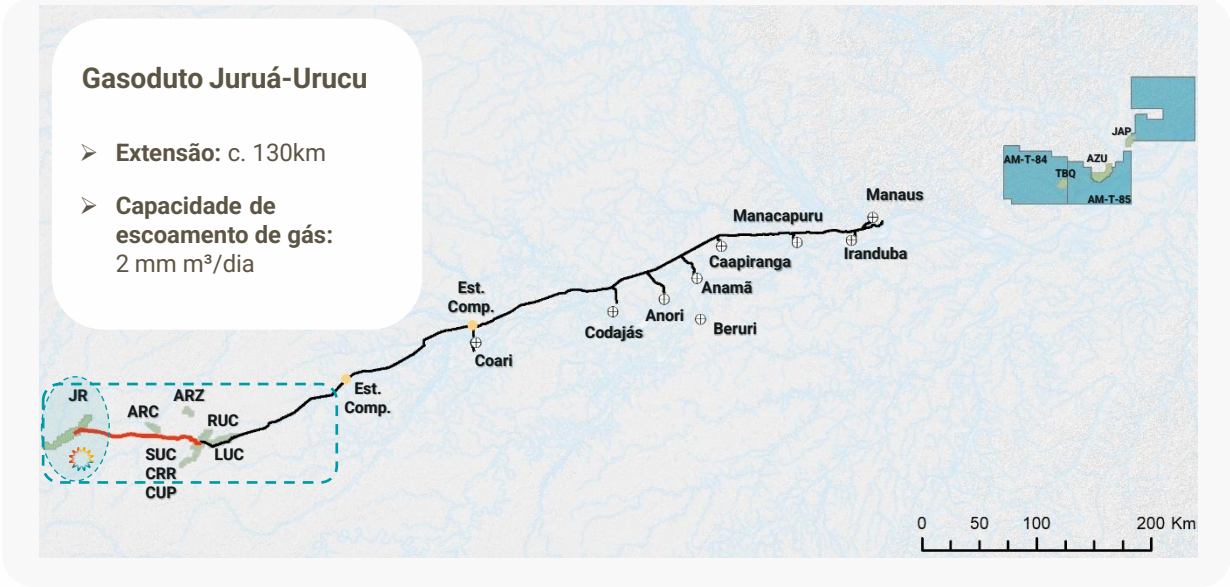 Gasoduto Juruá-Urucu
➢ Extensão: c. 130km
➢ Capacidade de
escoamento de gás:
2 mm m³/dia
JAP
AM-T-84
AZU
TBQ
AM-T-85
Manaus
Manacapuru
Iranduba
Caapiranga
Anamã
Est.
Comp.
Anori
Beruri
Codajás
Coari
Est.
Comp.
JR
ARZ
ARC
RUC
SUC
LUC
CRR
CUP
0 50 100 200 Km